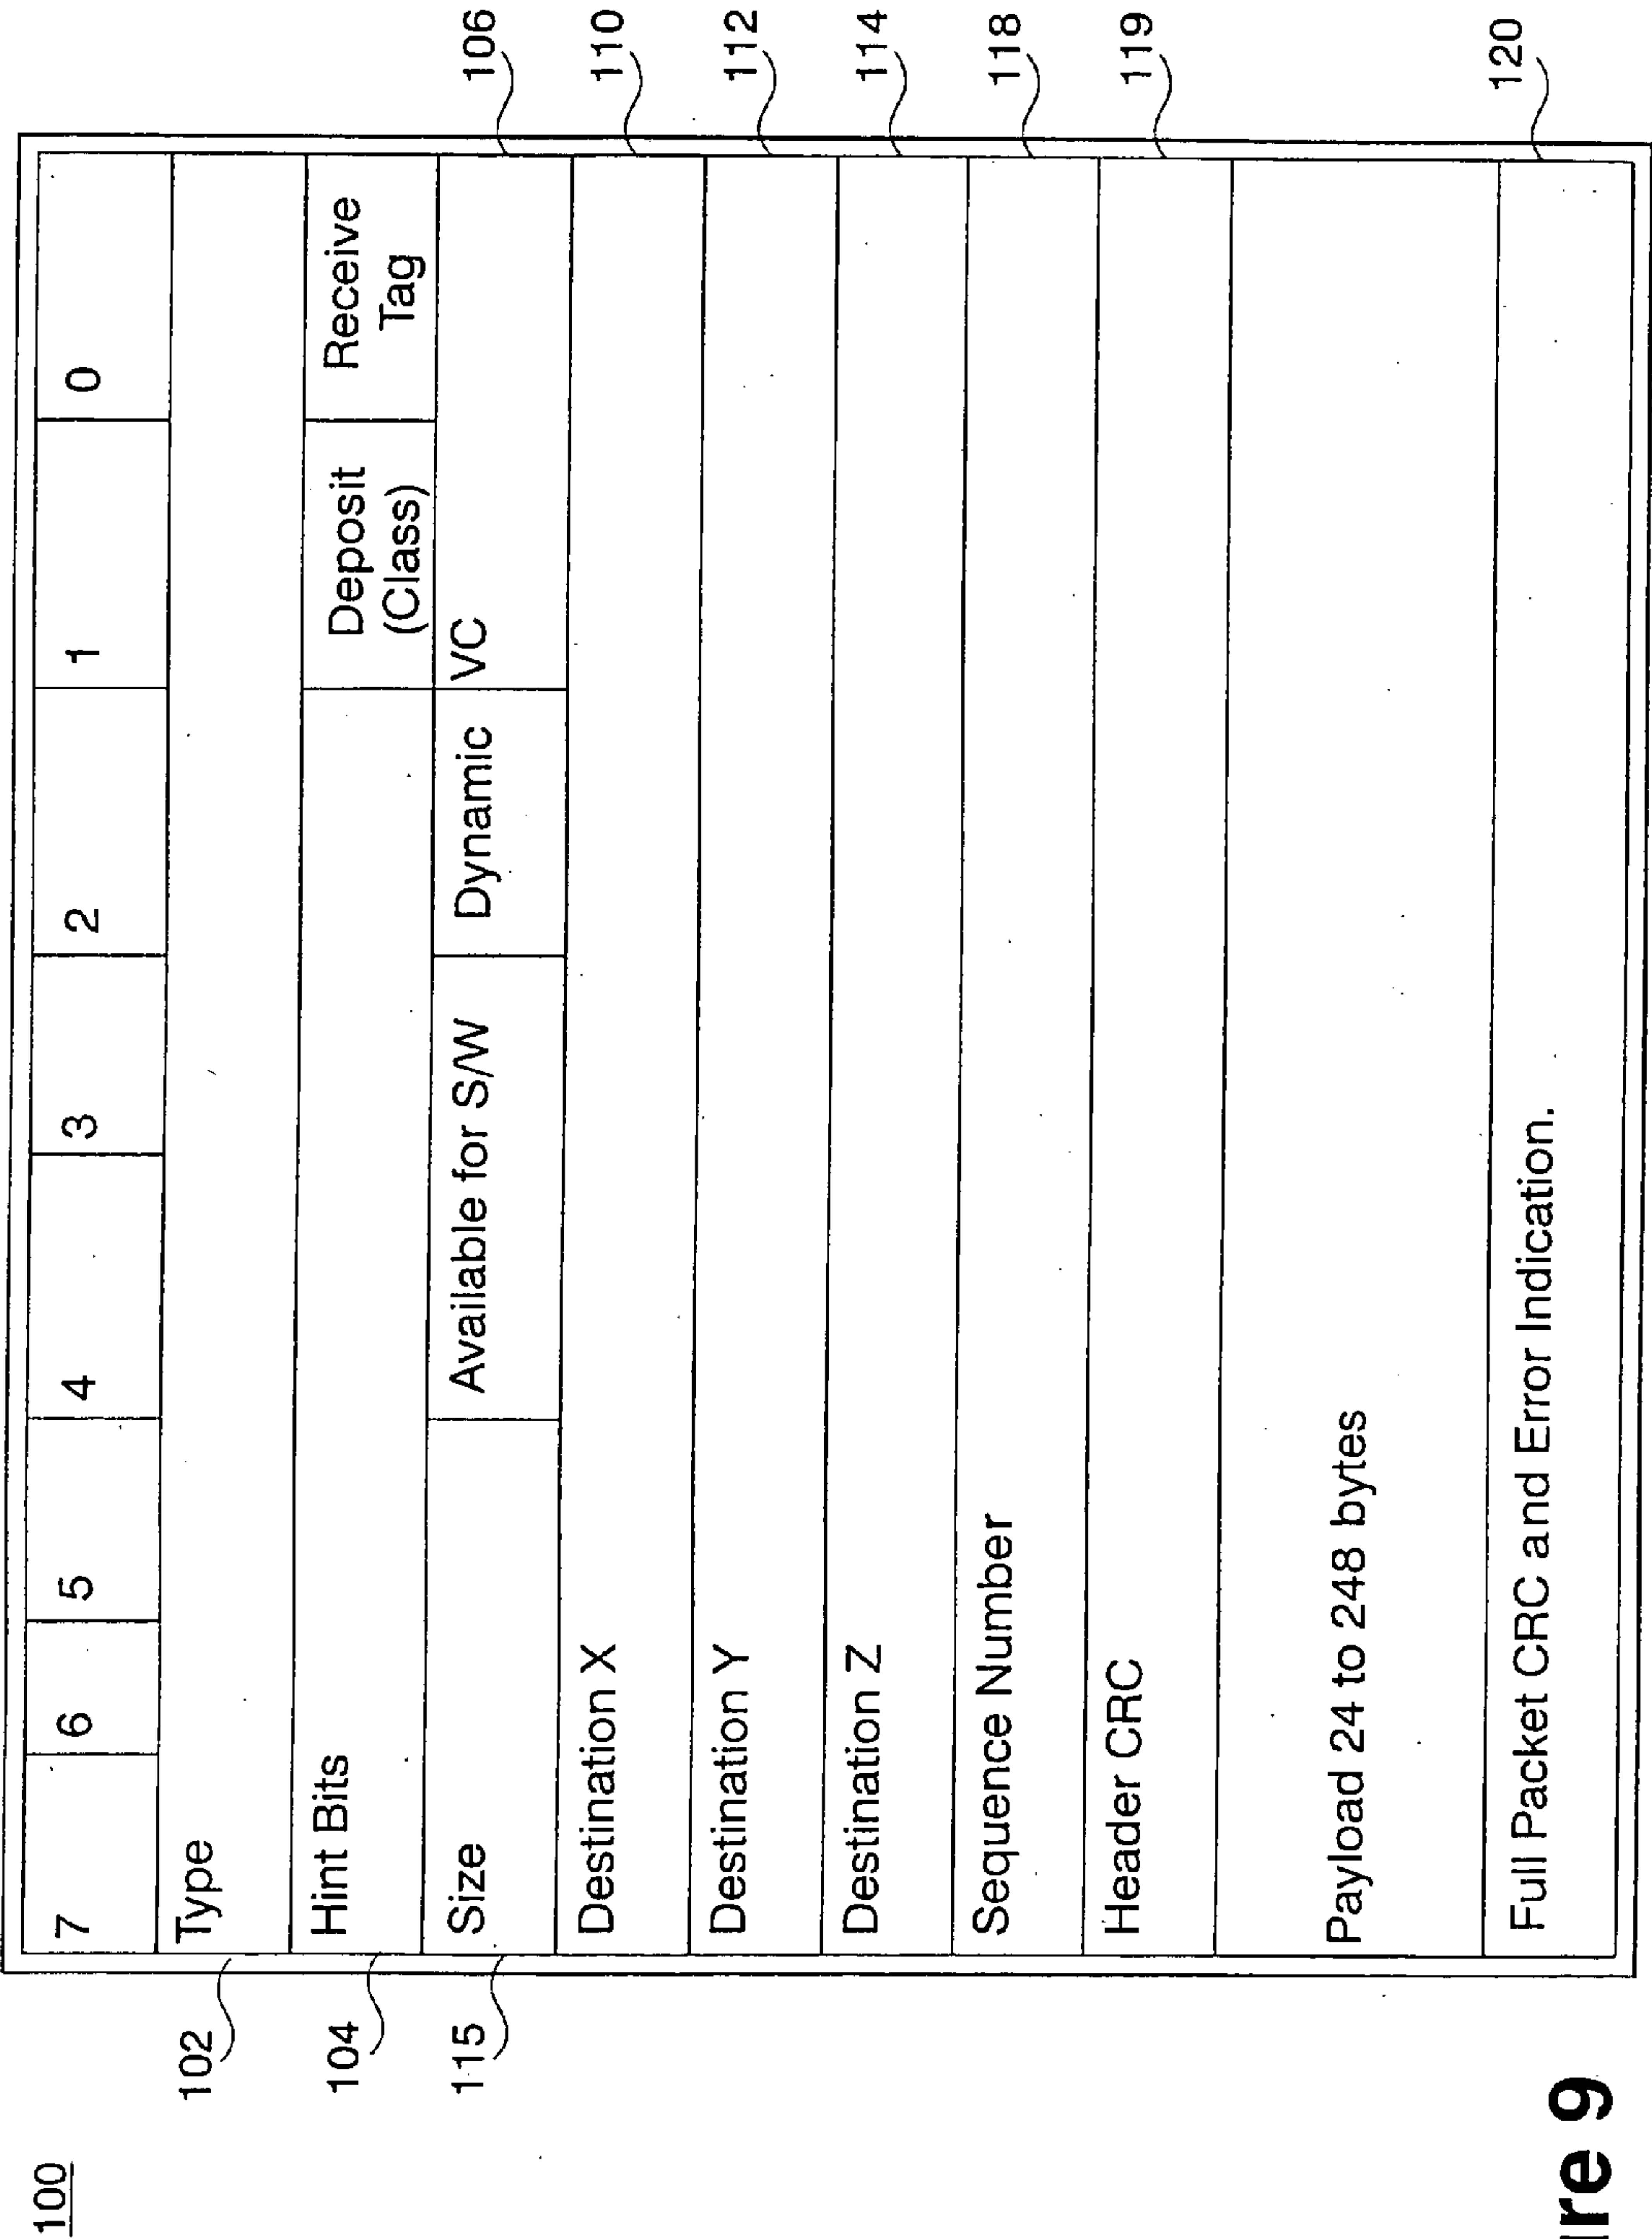 100
7 6 5 4 3 2 1 0
102 Type
104 Hint Bits Deposit Receive
(Class) Tag
115 Size Available for S/W Dynamic VC 106
Destination X 110
Destination Y 112
Destination Z 114
Sequence Number 118
Header CRC 119
Payload 24 to 248 bytes
Full Packet CRC and Error Indication. 120
re 9